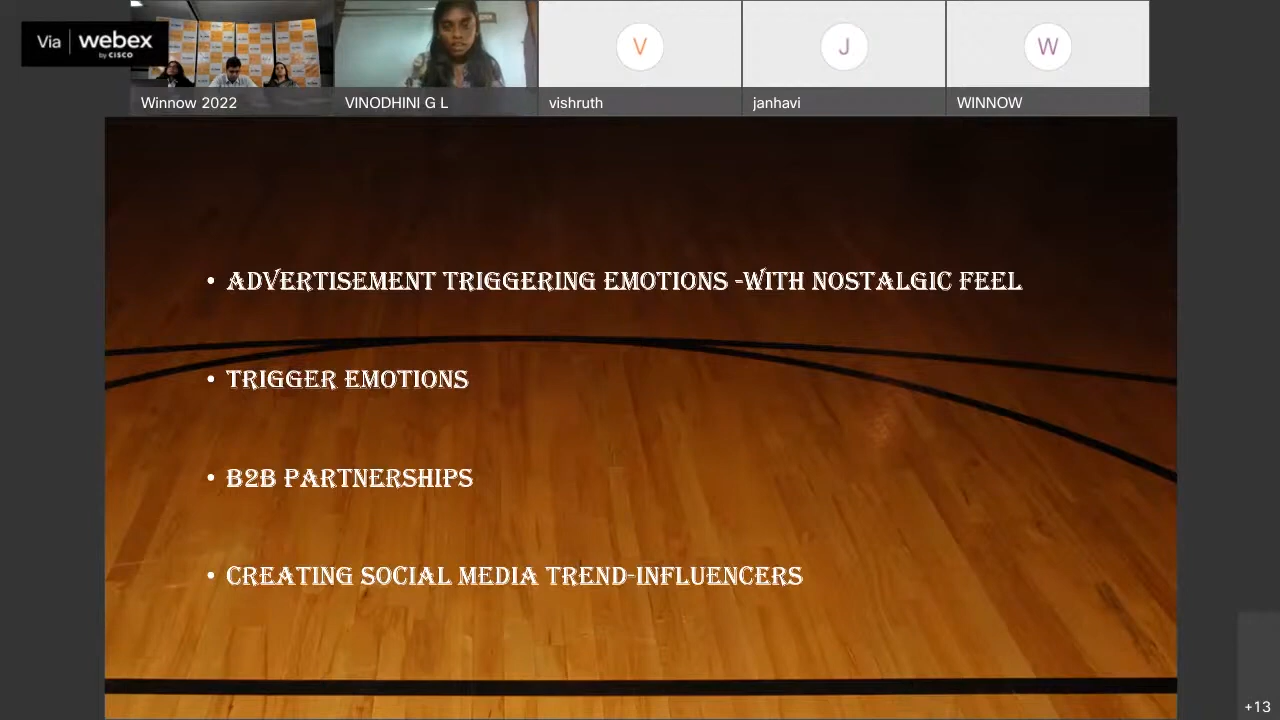 Via webex
by CISCO
Winnow 2022
VINODHINI G L
V
vishruth
J
janhavi
W
WINNOW
• ADVERTISEMENT TRIGGERING EMOTIONS -WITH NOSTALGIC FEEL
• TRIGGER EMOTIONS
• B2B PARTNERSHIPS
• CREATING SOCIAL MEDIA TREND-INFLUENCERS
+13